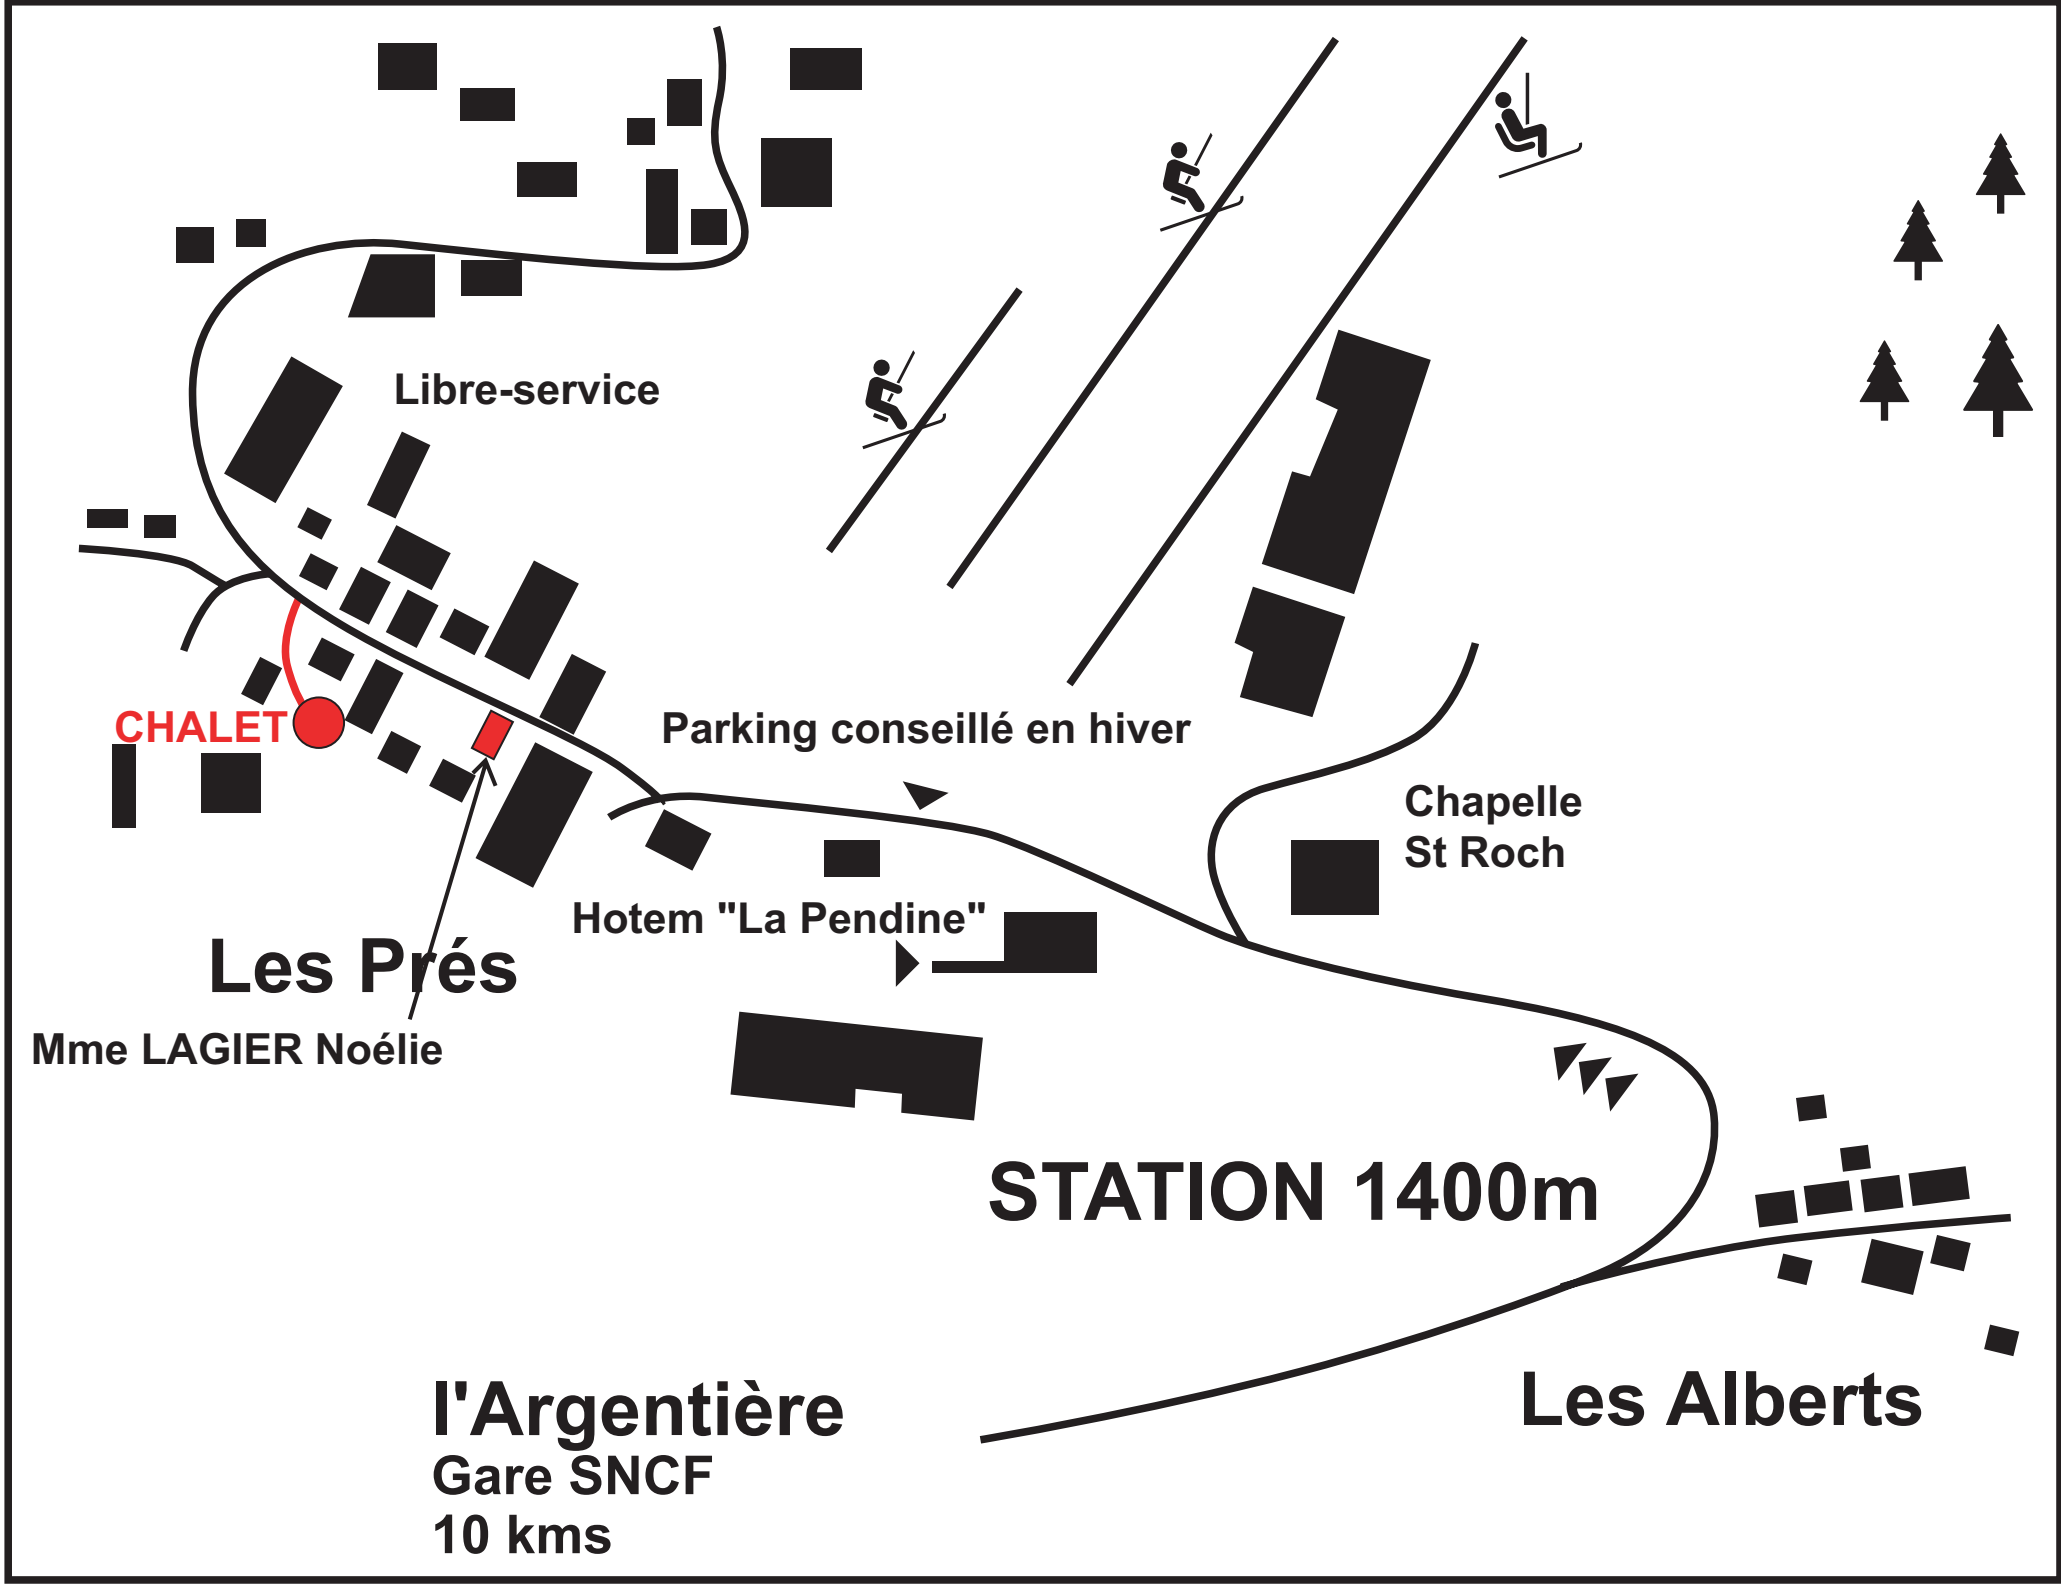 Libre-service
CHALET
Parking conseillé en hiver
Chapelle
St Roch
Hotem "La Pendine"
Les Prés
Mme LAGIER Noélie
STATION 1400m
l'Argentière
Gare SNCF
10 kms
Les Alberts